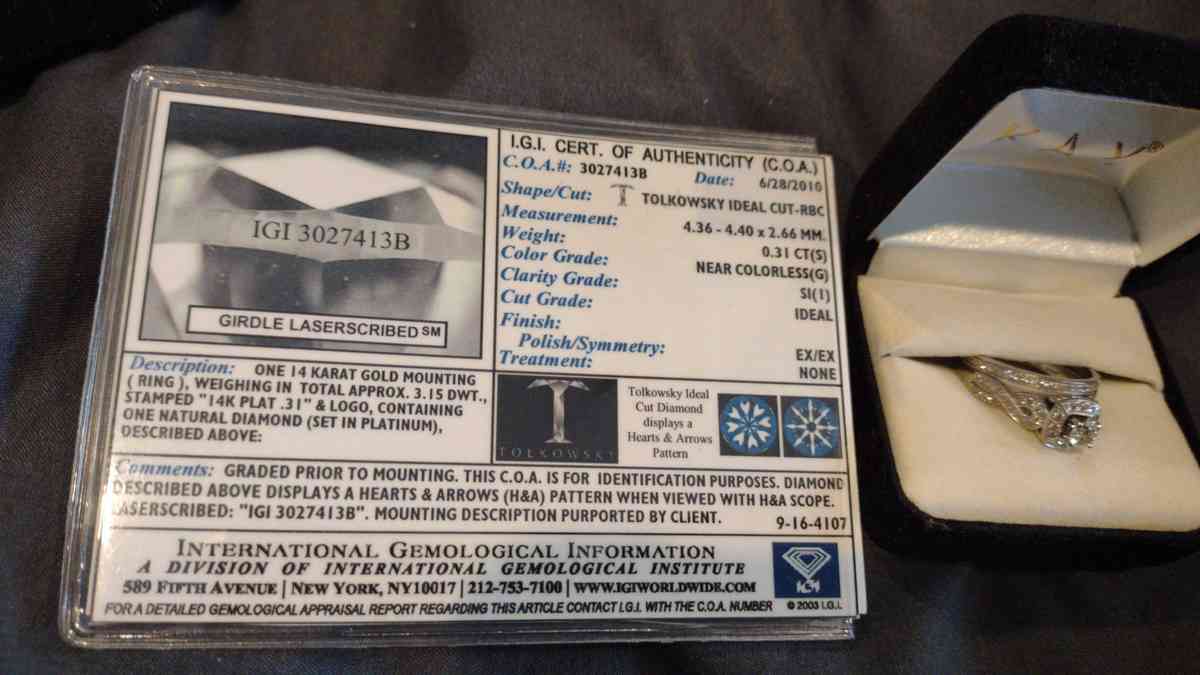 IGI 3027413B
GIRDLE LASERSCRIBED SM
I.G.I. CERT. OF AUTHENTICITY (C.O.A.)
C.O.A.#: 3027413B Date: 6/28/2010
Shape/Cut: T TOLKOWSKY IDEAL CUT-RBC
Measurement: 4.36 - 4.40 x 2.66 MM.
Weight: 0.31 CT(S)
Color Grade: NEAR COLORLESS(G)
Clarity Grade: SI(1)
Cut Grade: IDEAL
Finish:
Polish/Symmetry: EX/EX
Treatment: NONE
Description: ONE 14 KARAT GOLD MOUNTING
( RING ), WEIGHING IN TOTAL APPROX. 3.15 DWT.,
STAMPED "14K PLAT .31" & LOGO, CONTAINING
ONE NATURAL DIAMOND (SET IN PLATINUM),
DESCRIBED ABOVE:
T
TOLKOWSKY
Tolkowsky Ideal
Cut Diamond
displays a
Hearts & Arrows
Pattern
Comments: GRADED PRIOR TO MOUNTING. THIS C.O.A. IS FOR IDENTIFICATION PURPOSES. DIAMOND
DESCRIBED ABOVE DISPLAYS A HEARTS & ARROWS (H&A) PATTERN WHEN VIEWED WITH H&A SCOPE.
LASERSCRIBED: "IGI 3027413B". MOUNTING DESCRIPTION PURPORTED BY CLIENT. 9-16-4107
INTERNATIONAL GEMOLOGICAL INFORMATION
A DIVISION OF INTERNATIONAL GEMOLOGICAL INSTITUTE
589 FIFTH AVENUE | NEW YORK, NY10017 | 212-753-7100 | WWW.IGIWORLDWIDE.COM
FOR A DETAILED GEMOLOGICAL APPRAISAL REPORT REGARDING THIS ARTICLE CONTACT I.G.I. WITH THE C.O.A. NUMBER © 2003 I.G.I.
KAY®